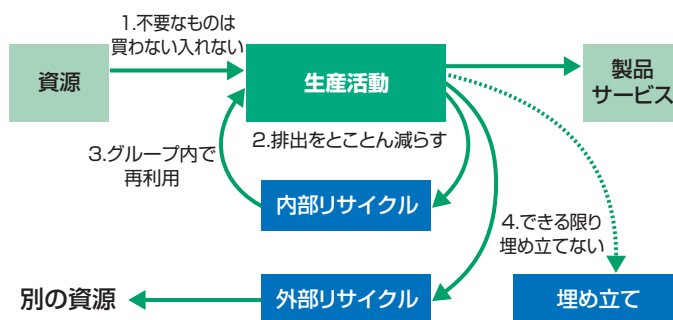 1.不要なものは
買わない入れない
資源
生産活動
製品
サービス
2.排出をとことん減らす
3.グループ内で
再利用
内部リサイクル
4.できる限り
埋め立てない
別の資源
外部リサイクル
埋め立て